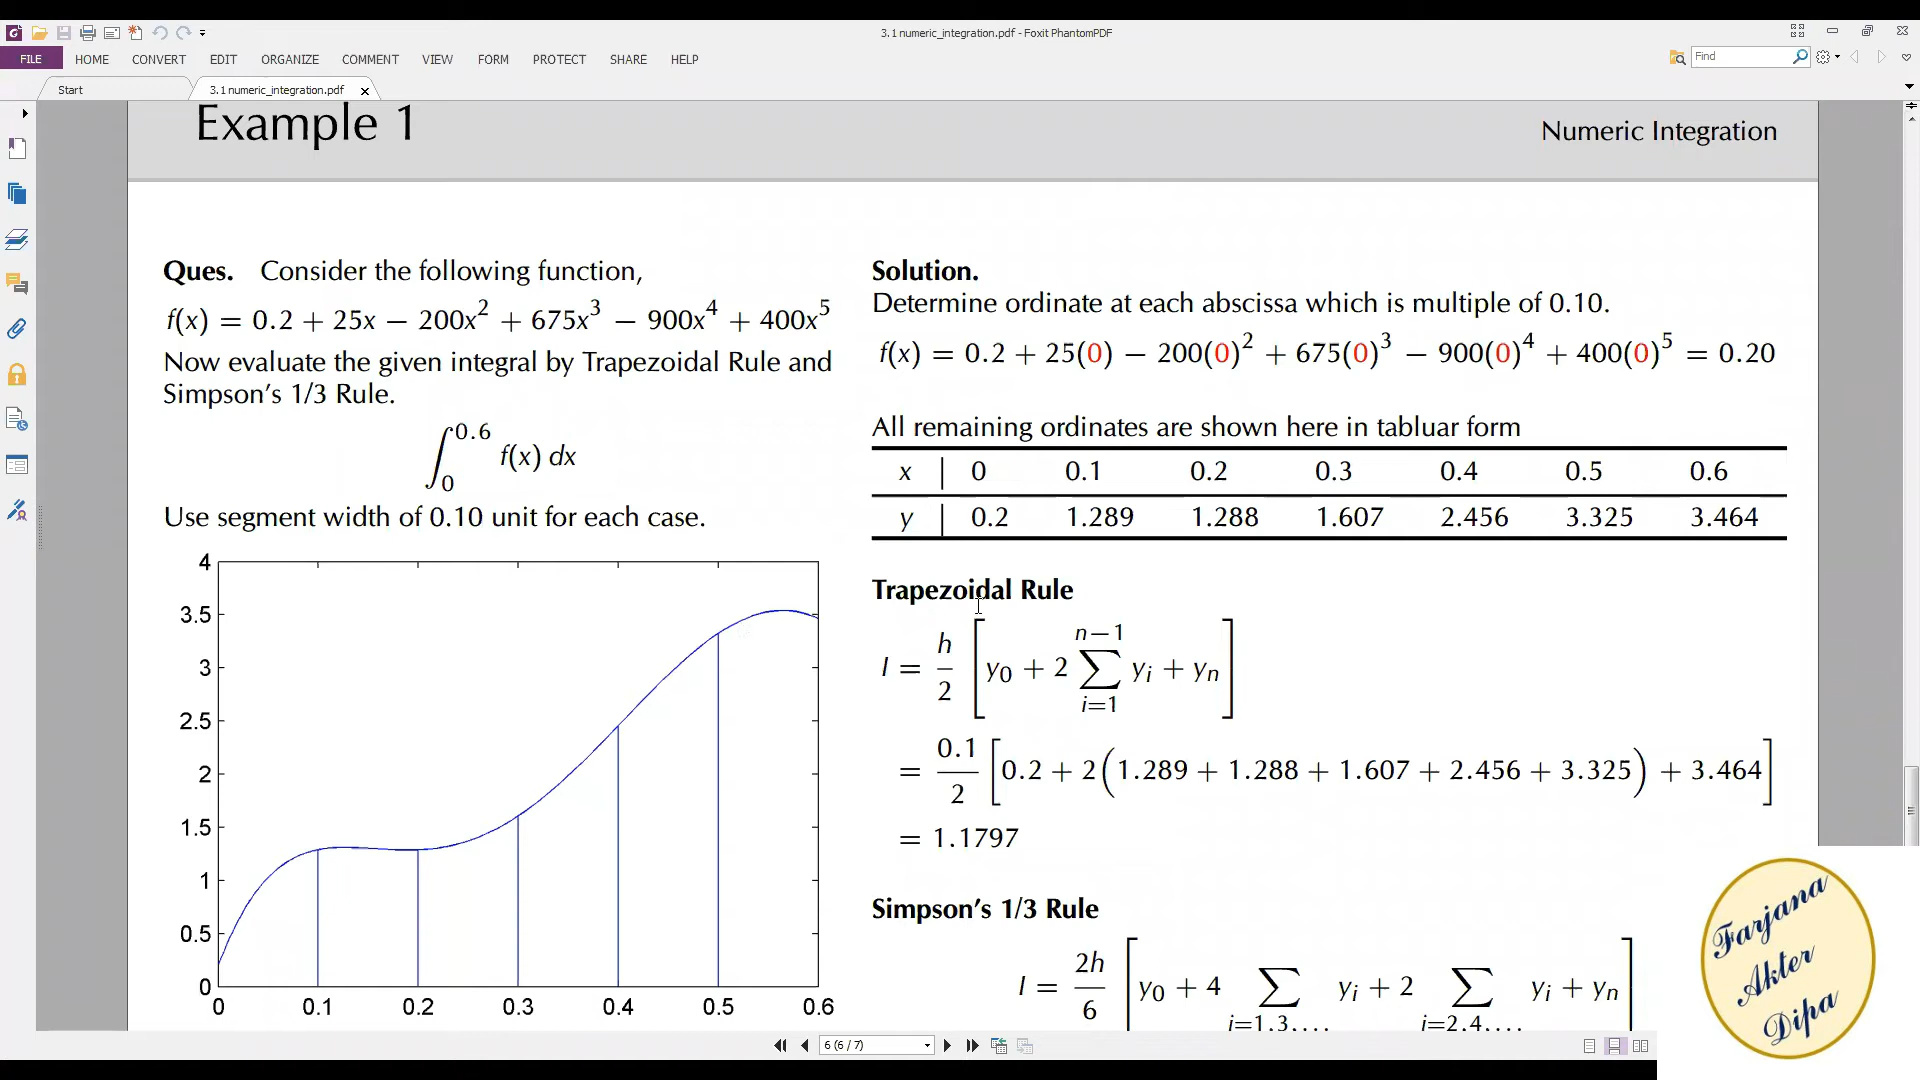 3.1 numeric_integration.pdf - Foxit PhantomPDF
FILE HOME CONVERT EDIT ORGANIZE COMMENT VIEW FORM PROTECT SHARE HELP
Find
Start
3.1 numeric_integration.pdf
Example 1
Numeric Integration
Ques. Consider the following function,
f(x) = 0.2 + 25x − 200x² + 675x³ − 900x⁴ + 400x⁵
Now evaluate the given integral by Trapezoidal Rule and
Simpson's 1/3 Rule.
∫₀^0.6 f(x) dx
Use segment width of 0.10 unit for each case.
4
3.5
3
2.5
2
1.5
1
0.5
0
0 0.1 0.2 0.3 0.4 0.5 0.6
Solution.
Determine ordinate at each abscissa which is multiple of 0.10.
f(x) = 0.2 + 25(0) − 200(0)² + 675(0)³ − 900(0)⁴ + 400(0)⁵ = 0.20
All remaining ordinates are shown here in tabluar form
x | 0 0.1 0.2 0.3 0.4 0.5 0.6
y | 0.2 1.289 1.288 1.607 2.456 3.325 3.464
Trapezoidal Rule
I = h/2 [y₀ + 2 ∑_{i=1}^{n−1} yᵢ + yₙ]
= 0.1/2 [0.2 + 2(1.289 + 1.288 + 1.607 + 2.456 + 3.325) + 3.464]
= 1.1797
Simpson's 1/3 Rule
I = 2h/6 [y₀ + 4 ∑_{i=1,3,...} yᵢ + 2 ∑_{i=2,4,...} yᵢ + yₙ]
6 (6 / 7)
Farjana
Akter
Dipa